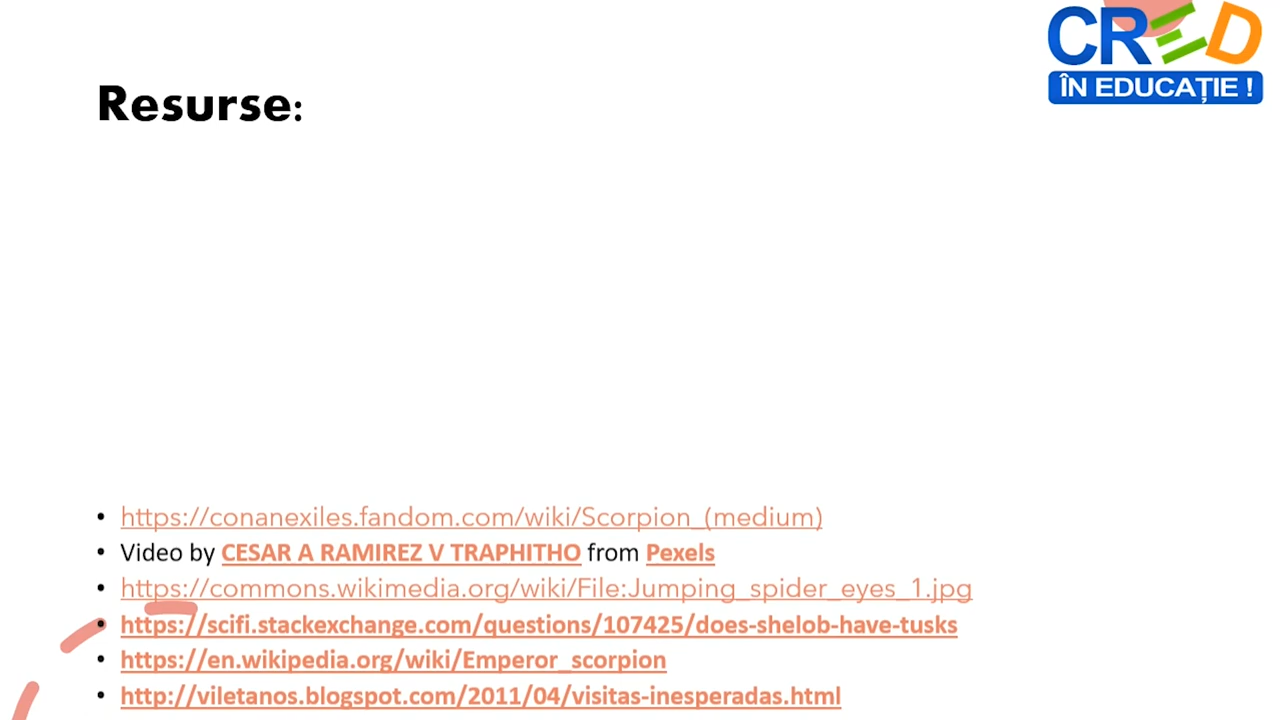 CRED
ÎN EDUCAȚIE !
Resurse:
• https://conanexiles.fandom.com/wiki/Scorpion_(medium)
• Video by CESAR A RAMIREZ V TRAPHITHO from Pexels
• https://commons.wikimedia.org/wiki/File:Jumping_spider_eyes_1.jpg
• https://scifi.stackexchange.com/questions/107425/does-shelob-have-tusks
• https://en.wikipedia.org/wiki/Emperor_scorpion
• http://viletanos.blogspot.com/2011/04/visitas-inesperadas.html